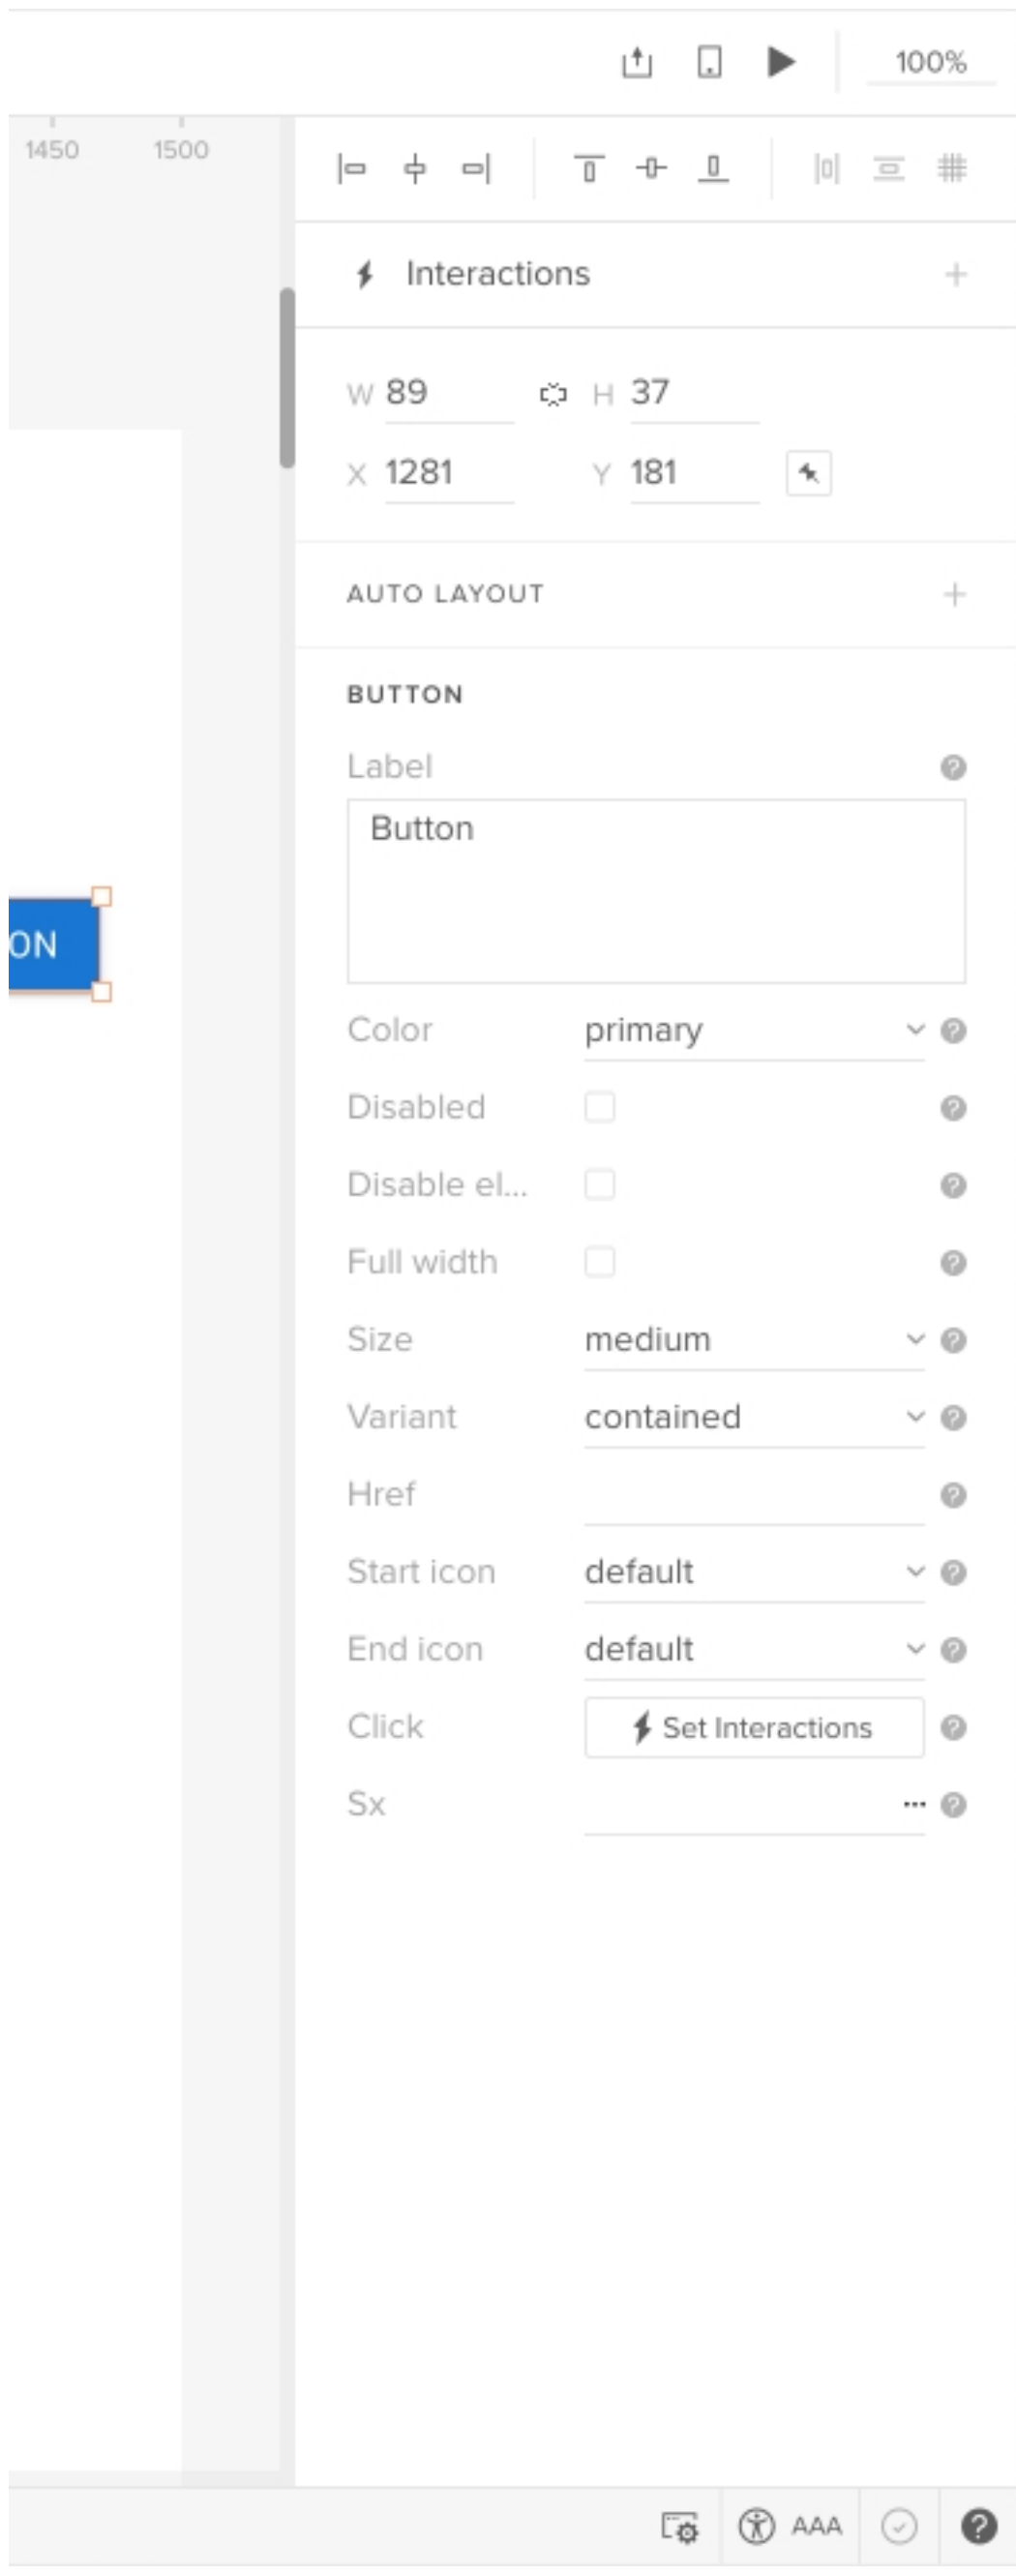 100%
1450 1500
Interactions
W 89 H 37
X 1281 Y 181
AUTO LAYOUT
BUTTON
Label
Button
ON
Color primary
Disabled
Disable el...
Full width
Size medium
Variant contained
Href
Start icon default
End icon default
Click Set Interactions
Sx ...
AAA